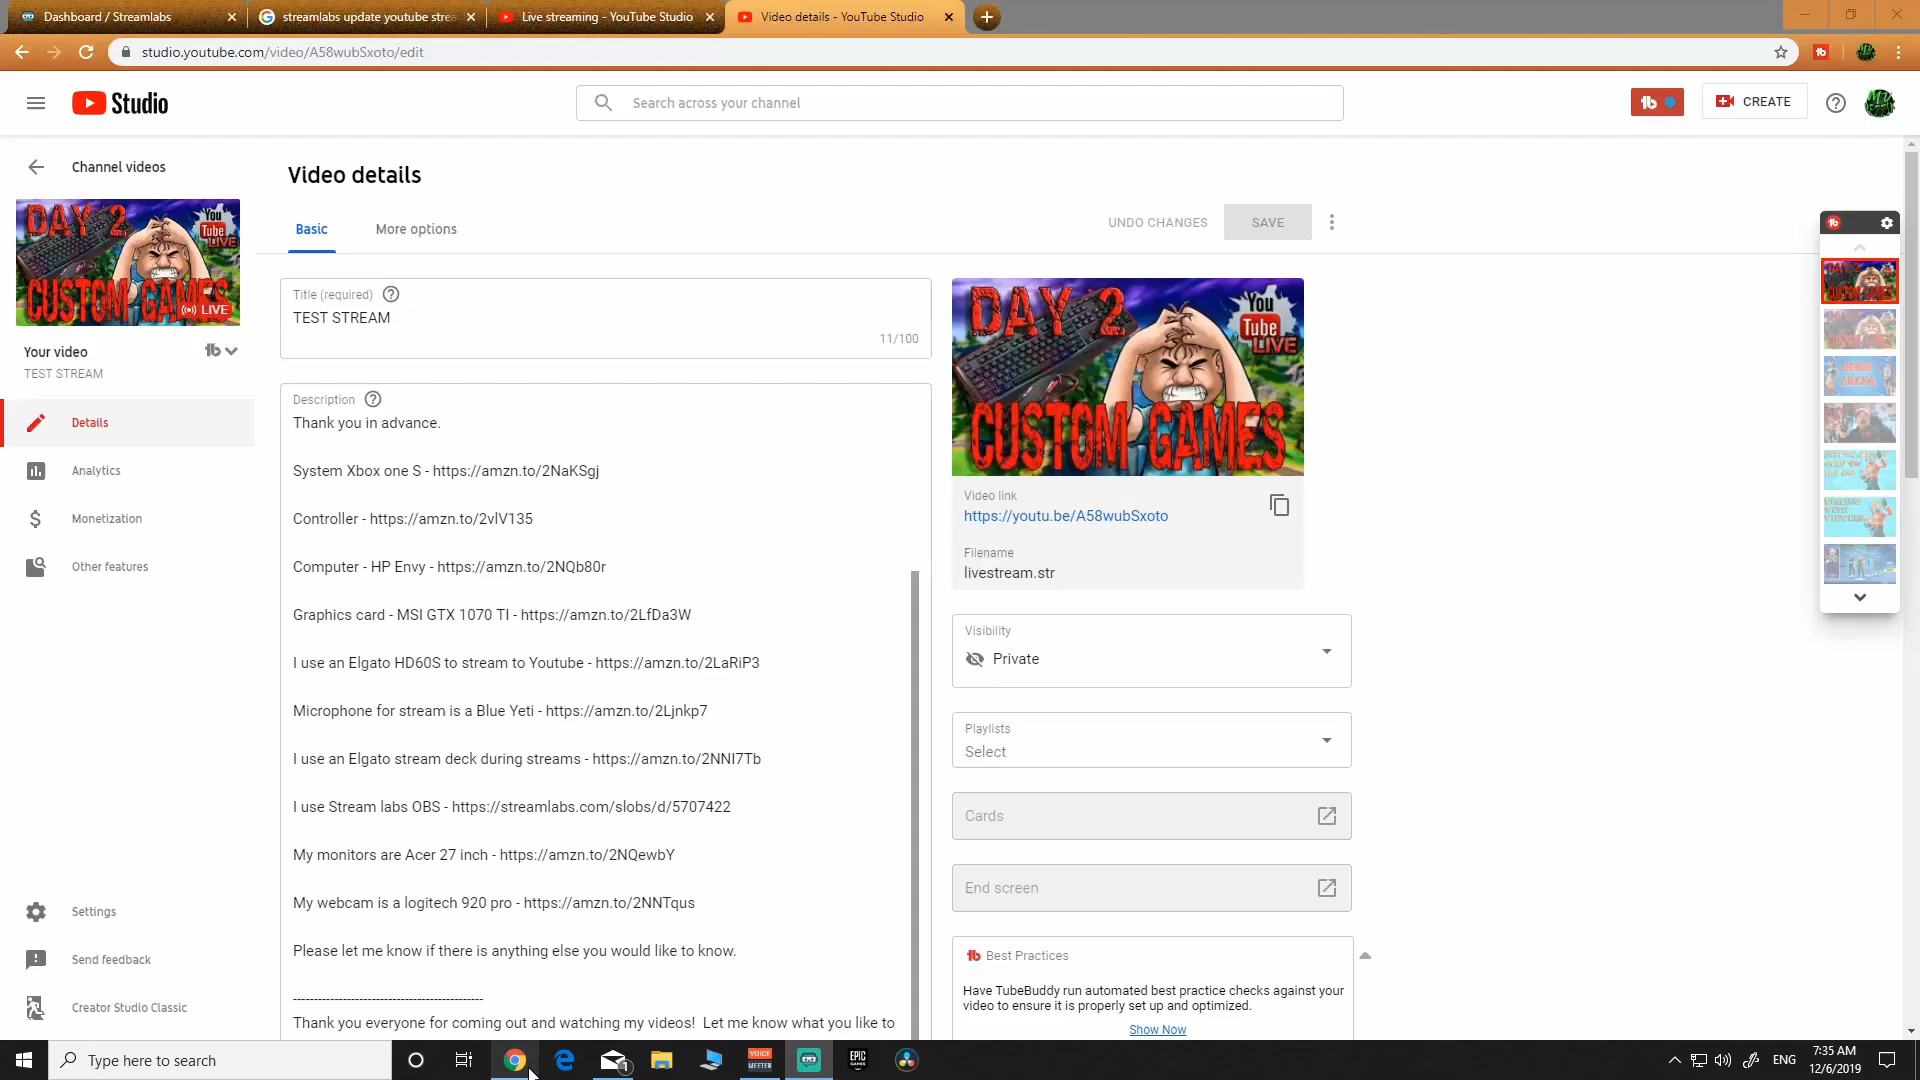 Dashboard / Streamlabs
streamlabs update youtube strea
Live streaming - YouTube Studio
Video details - YouTube Studio
studio.youtube.com/video/A58wubSxoto/edit
Studio
Search across your channel
CREATE
Channel videos
Video details
DAY 2
You
Tube
LIVE
CUSTOM GAMES
LIVE
Basic
More options
UNDO CHANGES
SAVE
Your video
TEST STREAM
Details
Analytics
Monetization
Other features
Settings
Send feedback
Creator Studio Classic
Title (required)
TEST STREAM
11/100
Description
Thank you in advance.
System Xbox one S - https://amzn.to/2NaKSgj
Controller - https://amzn.to/2vlV135
Computer - HP Envy - https://amzn.to/2NQb80r
Graphics card - MSI GTX 1070 TI - https://amzn.to/2LfDa3W
I use an Elgato HD60S to stream to Youtube - https://amzn.to/2LaRiP3
Microphone for stream is a Blue Yeti - https://amzn.to/2Ljnkp7
I use an Elgato stream deck during streams - https://amzn.to/2NNI7Tb
I use Stream labs OBS - https://streamlabs.com/slobs/d/5707422
My monitors are Acer 27 inch - https://amzn.to/2NQewbY
My webcam is a logitech 920 pro - https://amzn.to/2NNTqus
Please let me know if there is anything else you would like to know.
----------------------------------------------
Thank you everyone for coming out and watching my videos! Let me know what you like to
DAY 2
You
Tube
LIVE
CUSTOM GAMES
Video link
https://youtu.be/A58wubSxoto
Filename
livestream.str
Visibility
Private
Playlists
Select
Cards
End screen
Best Practices
Have TubeBuddy run automated best practice checks against your
video to ensure it is properly set up and optimized.
Show Now
Type here to search
1
VOICE
MEETER
EPIC
GAMES
ENG
7:35 AM
12/6/2019